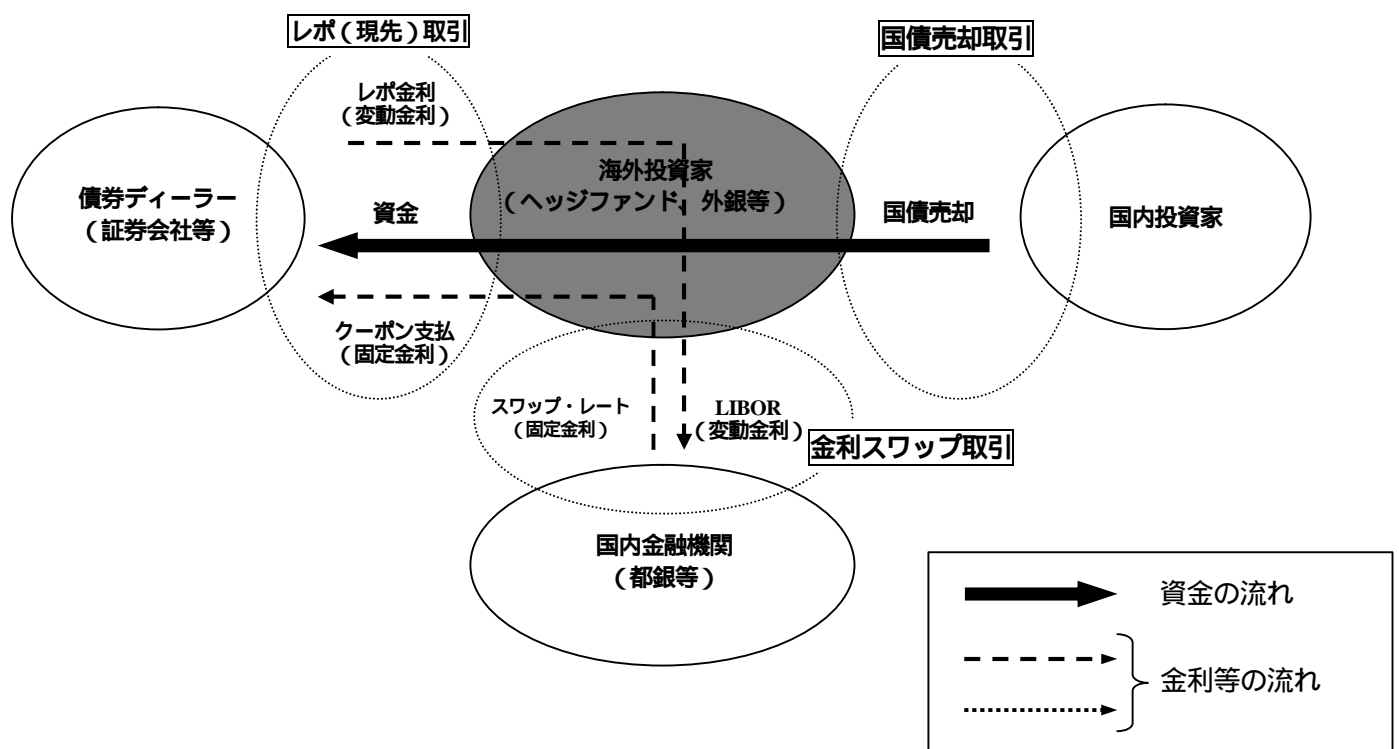 レポ（現先）取引
国債売却取引
レポ金利
（変動金利）
海外投資家
（ヘッジファンド、外銀等）
債券ディーラー
（証券会社等）
資金
国債売却
国内投資家
クーポン支払
（固定金利）
スワップ・レート
（固定金利）
LIBOR
（変動金利）
金利スワップ取引
国内金融機関
（都銀等）
資金の流れ
金利等の流れ